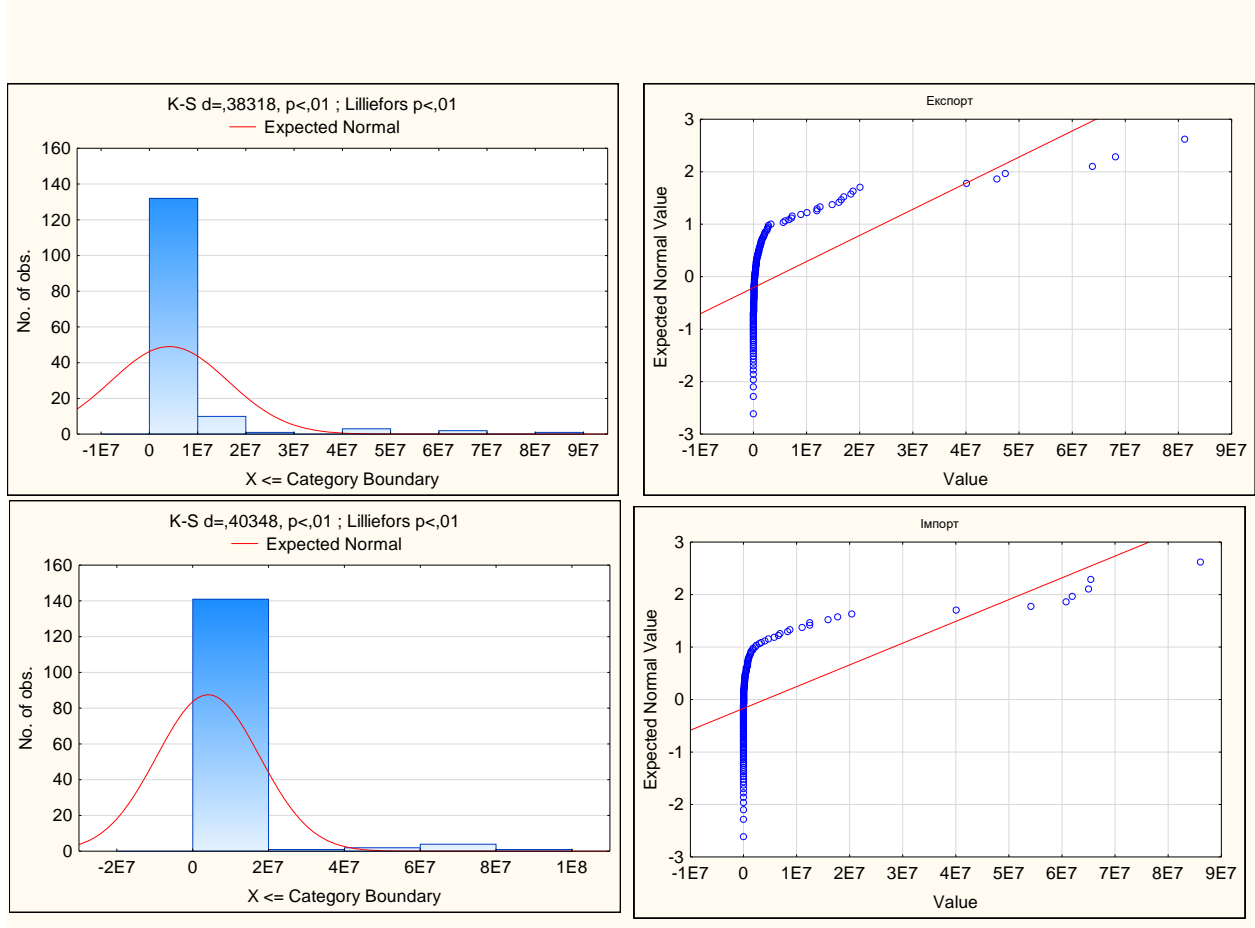 K-S d=,38318, p<,01 ; Lilliefors p<,01
Expected Normal
160
140
120
100
80
60
40
20
0
No. of obs.
-1E7 0 1E7 2E7 3E7 4E7 5E7 6E7 7E7 8E7 9E7
X <= Category Boundary
Експорт
3
2
1
0
-1
-2
-3
Expected Normal Value
-1E7 0 1E7 2E7 3E7 4E7 5E7 6E7 7E7 8E7 9E7
Value
K-S d=,40348, p<,01 ; Lilliefors p<,01
Expected Normal
160
140
120
100
80
60
40
20
0
No. of obs.
-2E7 0 2E7 4E7 6E7 8E7 1E8
X <= Category Boundary
Імпорт
3
2
1
0
-1
-2
-3
Expected Normal Value
-1E7 0 1E7 2E7 3E7 4E7 5E7 6E7 7E7 8E7 9E7
Value